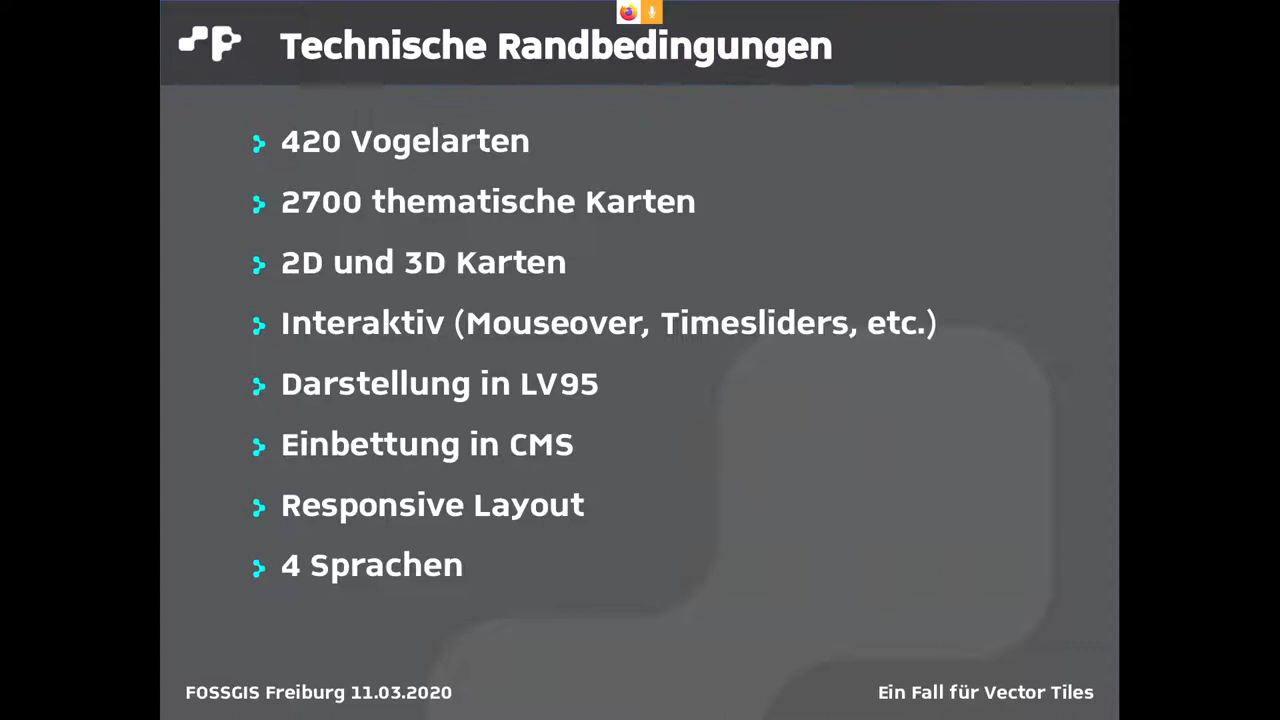 Technische Randbedingungen
420 Vogelarten
2700 thematische Karten
2D und 3D Karten
Interaktiv (Mouseover, Timesliders, etc.)
Darstellung in LV95
Einbettung in CMS
Responsive Layout
4 Sprachen
FOSSGIS Freiburg 11.03.2020
Ein Fall für Vector Tiles